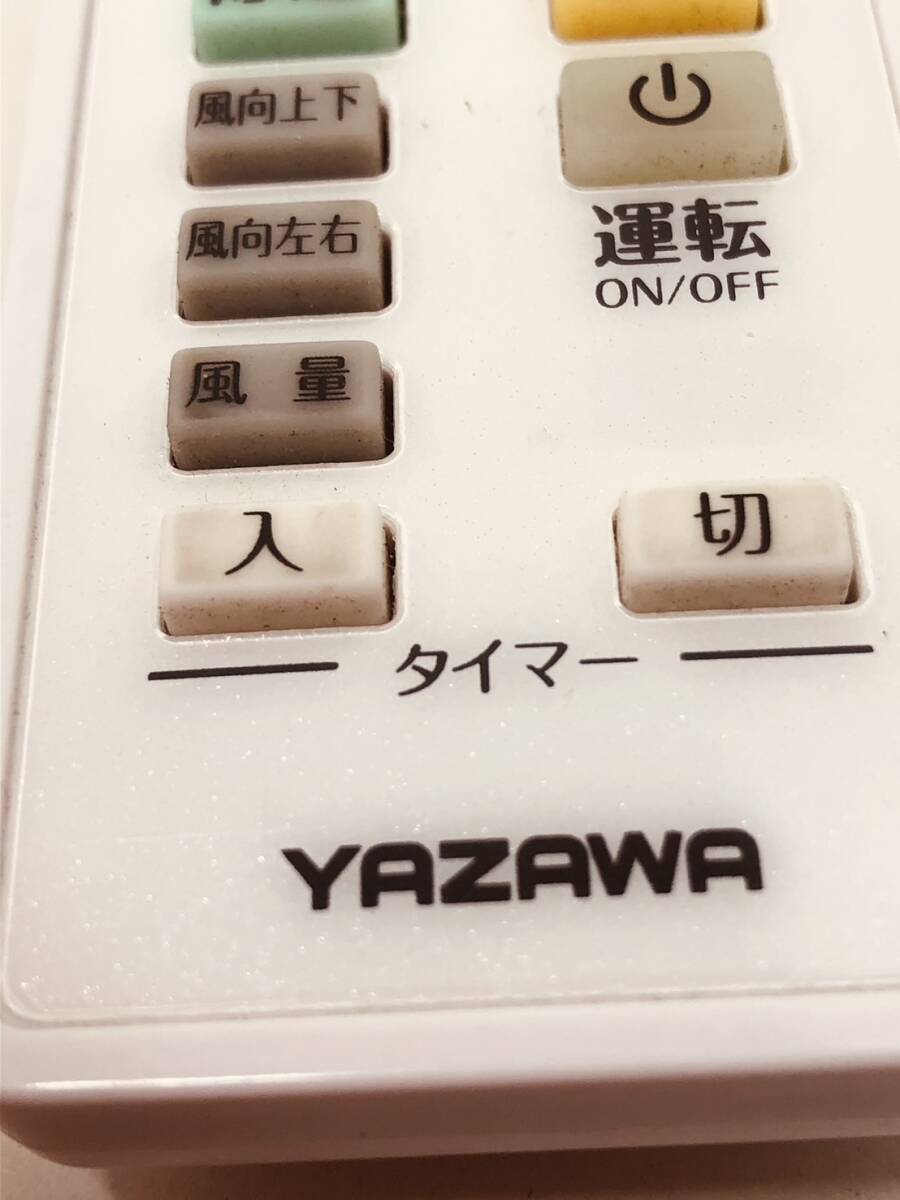 風向上下
風向左右
運転
ON/OFF
風量
入
切
タイマー
YAZAWA